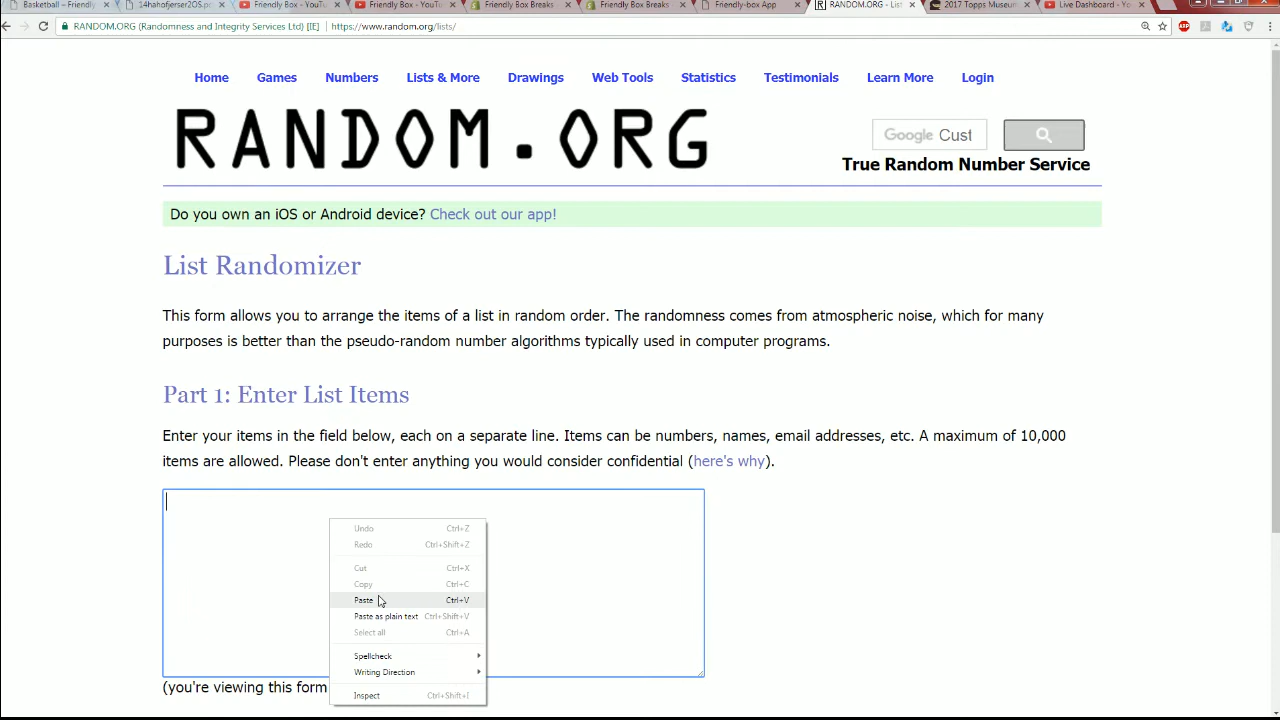 Basketball – Friendly
14hahofjerser2OS.pd
Friendly Box - YouTu
Friendly Box - YouTu
Friendly Box Breaks
Friendly Box Breaks
Friendly-box App
RANDOM.ORG - List
2017 Topps Museum
Live Dashboard - You
RANDOM.ORG (Randomness and Integrity Services Ltd) [IE]
https://www.random.org/lists/
Home Games Numbers Lists & More Drawings Web Tools Statistics Testimonials Learn More Login
RANDOM.ORG
Google Cust
True Random Number Service
Do you own an iOS or Android device? Check out our app!
List Randomizer
This form allows you to arrange the items of a list in random order. The randomness comes from atmospheric noise, which for many
purposes is better than the pseudo-random number algorithms typically used in computer programs.
Part 1: Enter List Items
Enter your items in the field below, each on a separate line. Items can be numbers, names, email addresses, etc. A maximum of 10,000
items are allowed. Please don't enter anything you would consider confidential (here's why).
Undo Ctrl+Z
Redo Ctrl+Shift+Z
Cut Ctrl+X
Copy Ctrl+C
Paste Ctrl+V
Paste as plain text Ctrl+Shift+V
Select all Ctrl+A
Spellcheck
Writing Direction
Inspect Ctrl+Shift+I
(you're viewing this form